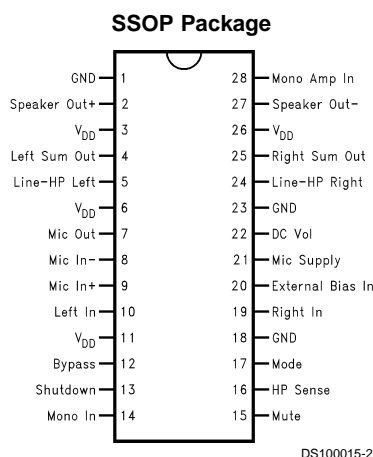 SSOP Package
GND 1 28 Mono Amp In
Speaker Out+ 2 27 Speaker Out-
VDD 3 26 VDD
Left Sum Out 4 25 Right Sum Out
Line-HP Left 5 24 Line-HP Right
VDD 6 23 GND
Mic Out 7 22 DC Vol
Mic In- 8 21 Mic Supply
Mic In+ 9 20 External Bias In
Left In 10 19 Right In
VDD 11 18 GND
Bypass 12 17 Mode
Shutdown 13 16 HP Sense
Mono In 14 15 Mute
DS100015-2